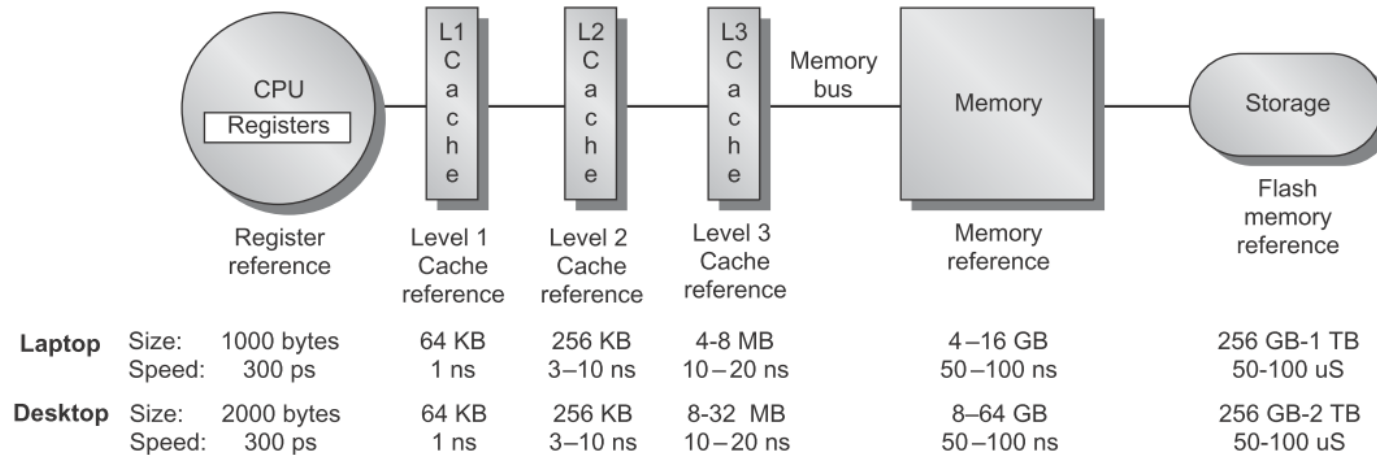 CPU
Registers
L1
C
a
c
h
e
L2
C
a
c
h
e
L3
C
a
c
h
e
Memory
bus
Memory
Storage
Register
reference
Level 1
Cache
reference
Level 2
Cache
reference
Level 3
Cache
reference
Memory
reference
Flash
memory
reference
Laptop Size: 1000 bytes 64 KB 256 KB 4-8 MB 4–16 GB 256 GB-1 TB
Speed: 300 ps 1 ns 3–10 ns 10–20 ns 50–100 ns 50-100 uS
Desktop Size: 2000 bytes 64 KB 256 KB 8-32 MB 8–64 GB 256 GB-2 TB
Speed: 300 ps 1 ns 3–10 ns 10–20 ns 50–100 ns 50-100 uS